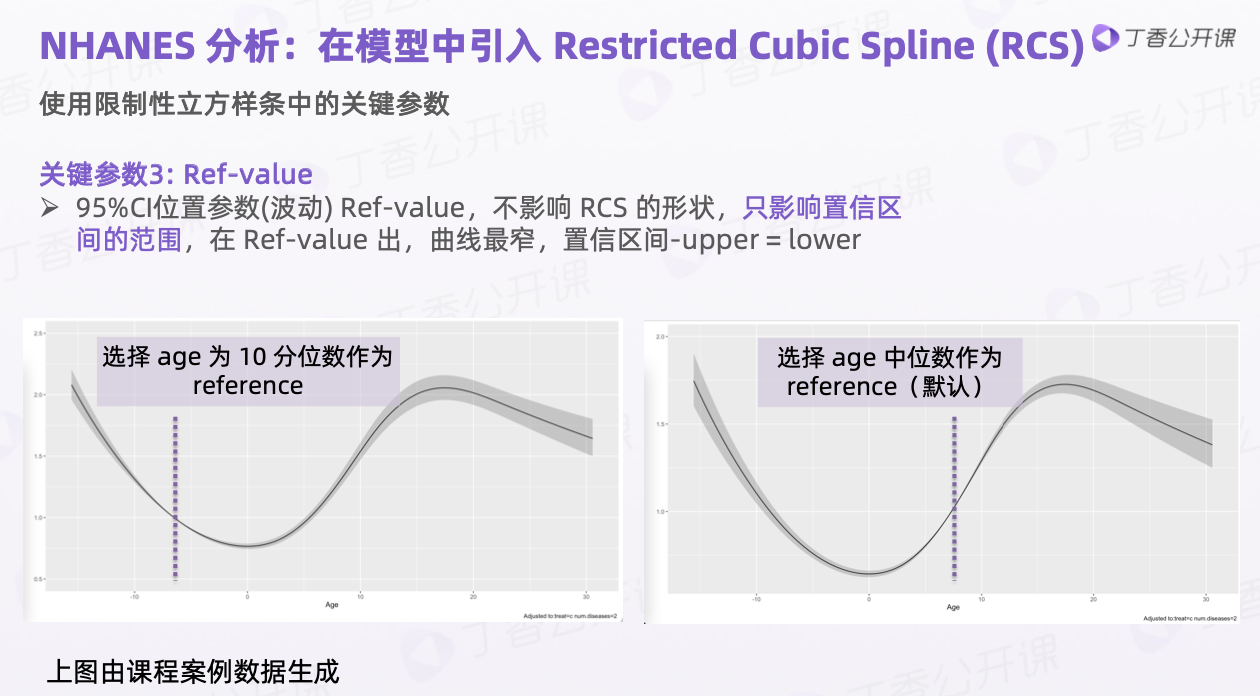 NHANES 分析：在模型中引入 Restricted Cubic Spline (RCS)
丁香公开课
使用限制性立方样条中的关键参数
关键参数3: Ref-value
➢ 95%CI位置参数(波动) Ref-value，不影响 RCS 的形状，只影响置信区
间的范围，在 Ref-value 出，曲线最窄，置信区间-upper = lower
选择 age 为 10 分位数作为
reference
2.5
2.0
1.5
1.0
0.5
-10 0 10 20 30
Age
Adjusted to:treat=c num.diseases=2
选择 age 中位数作为
reference（默认）
2.0
1.5
1.0
-10 0 10 20 30
Age
Adjusted to:treat=c num.diseases=2
上图由课程案例数据生成